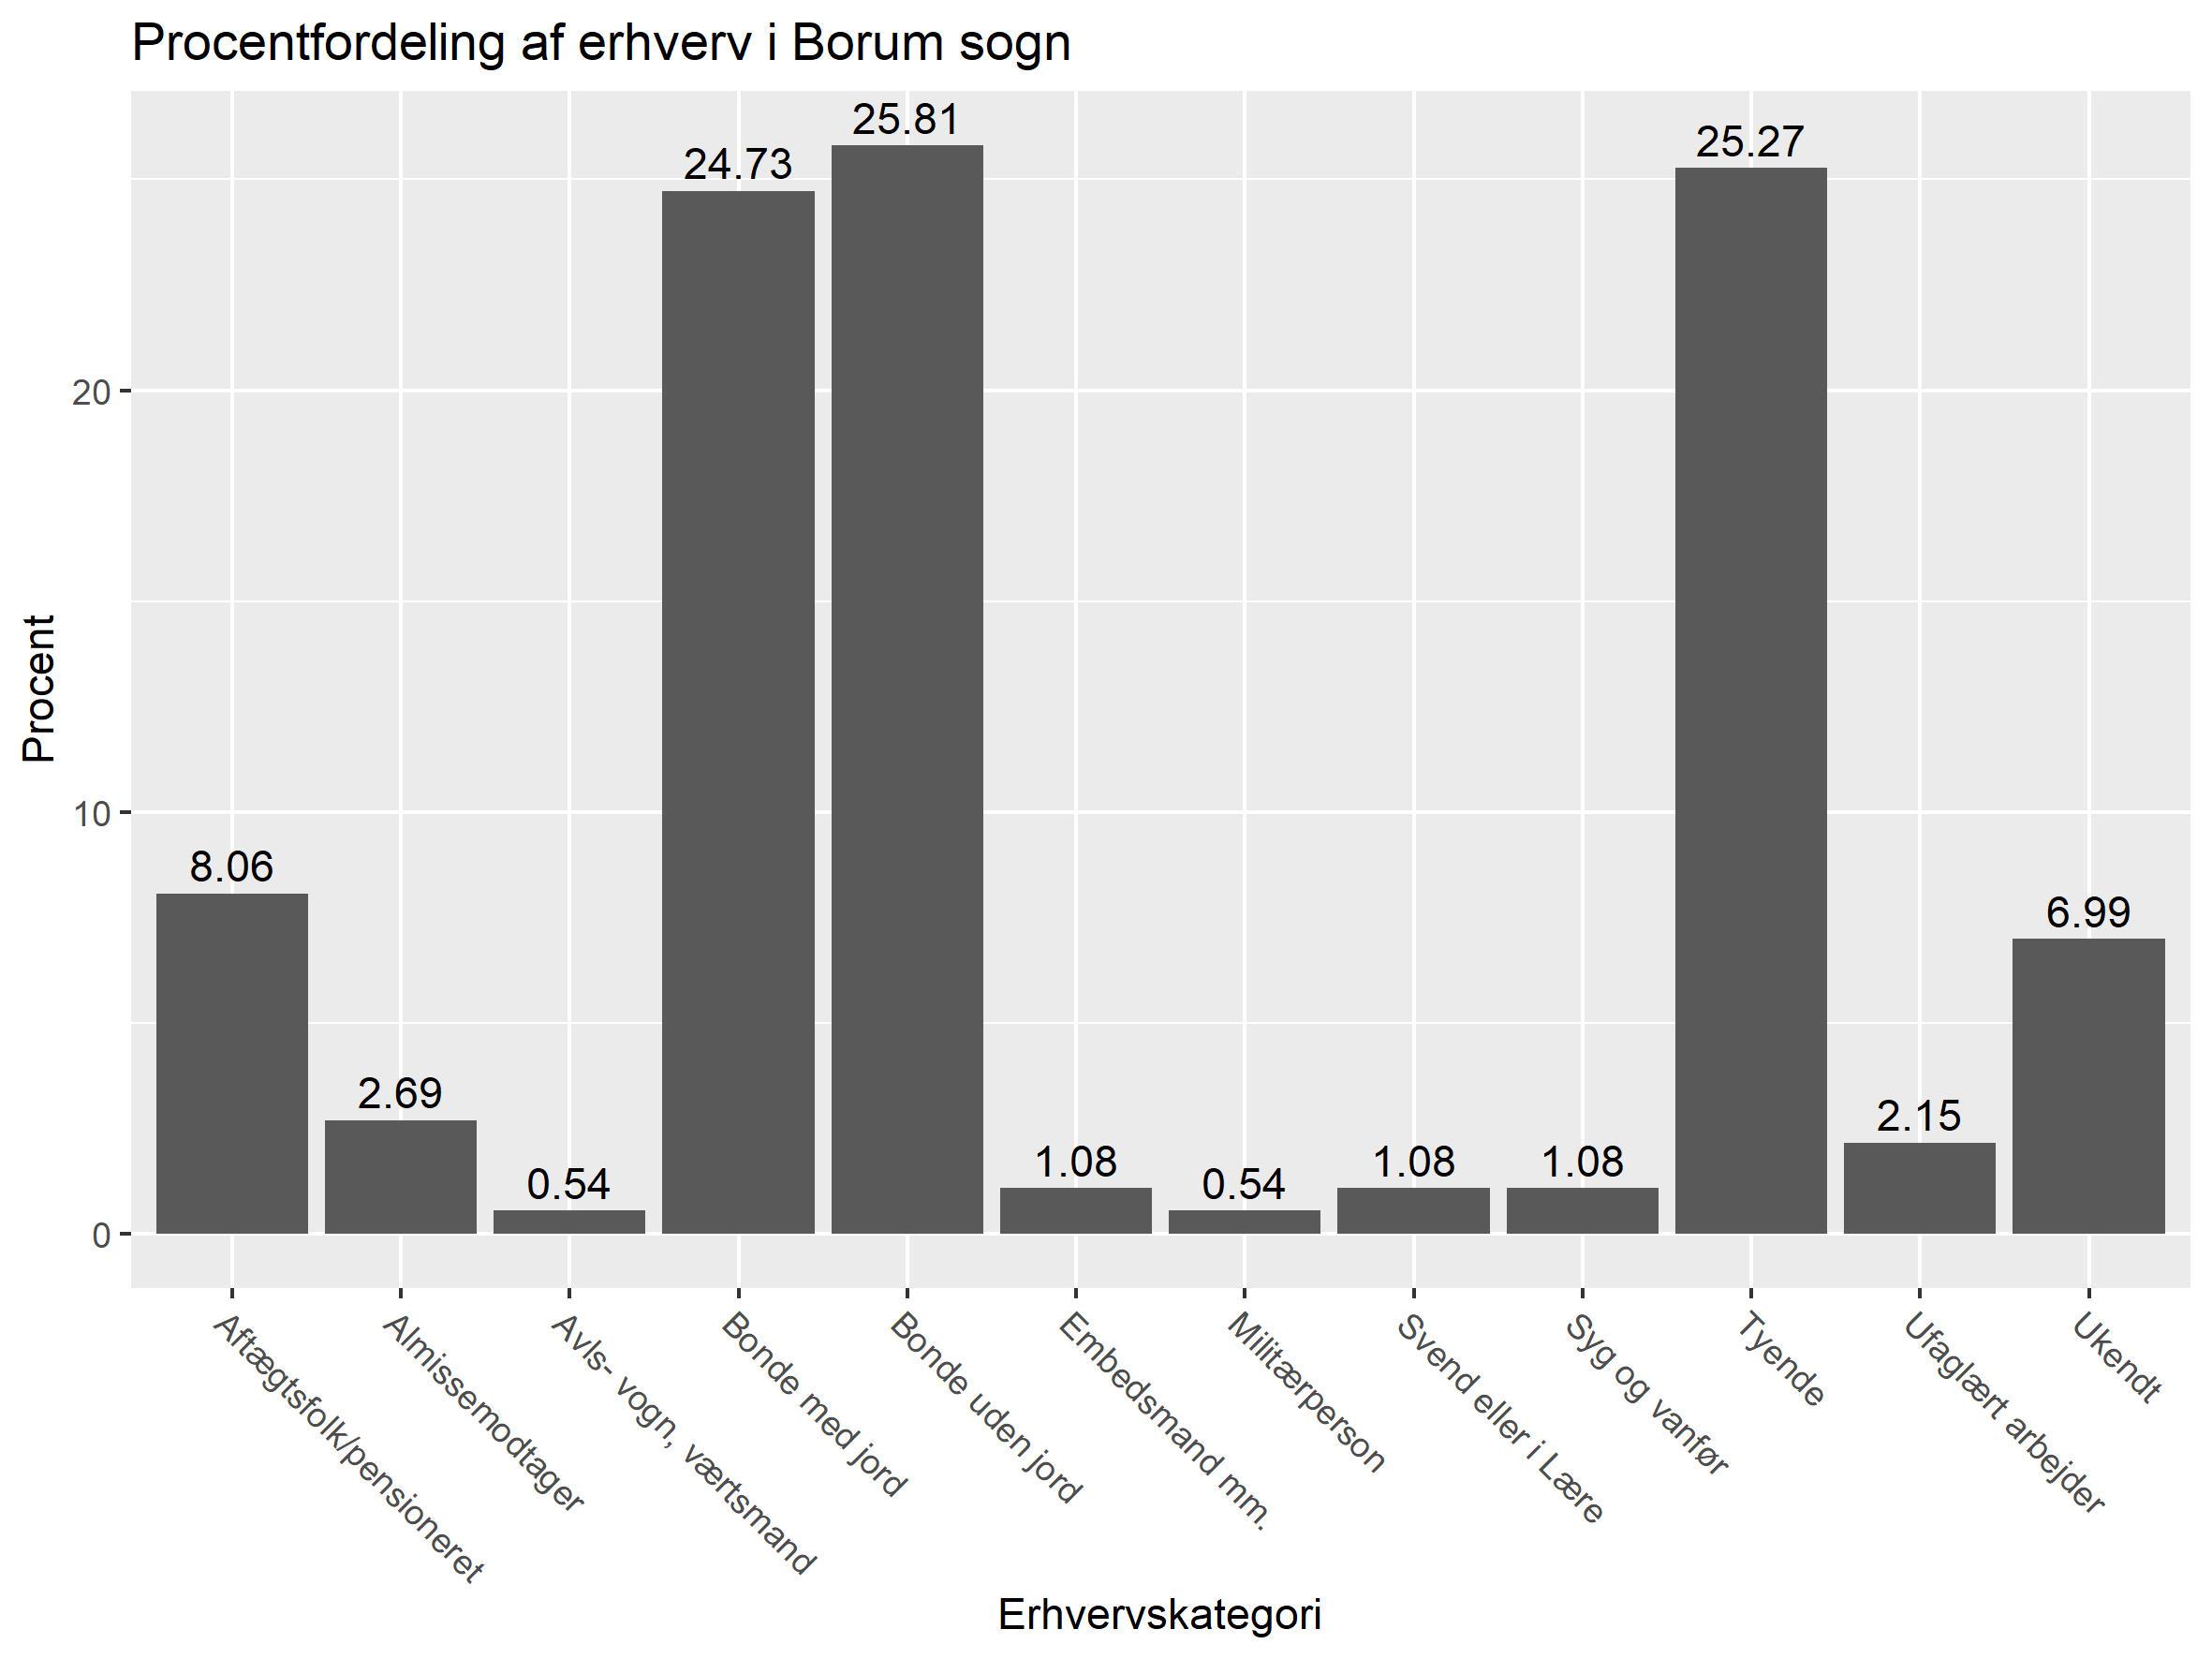 Procentfordeling af erhverv i Borum sogn
25.81
25.27
24.73
20
Procent
10
8.06
6.99
2.69
2.15
1.08
1.08
1.08
0.54
0.54
0
Aftægtsfolk/pensioneret
Almissemodtager
Avls- vogn, værtsmand
Bonde med jord
Bonde uden jord
Embedsmand mm.
Militærperson
Svend eller i Lære
Syg og vanfør
Tyende
Ufaglært arbejder
Ukendt
Erhvervskategori